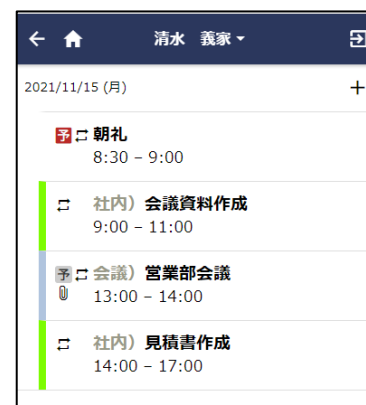 清水 義家
2021/11/15 (月)
予 朝礼
8:30 – 9:00
社内) 会議資料作成
9:00 – 11:00
予 会議) 営業部会議
13:00 – 14:00
社内) 見積書作成
14:00 – 17:00